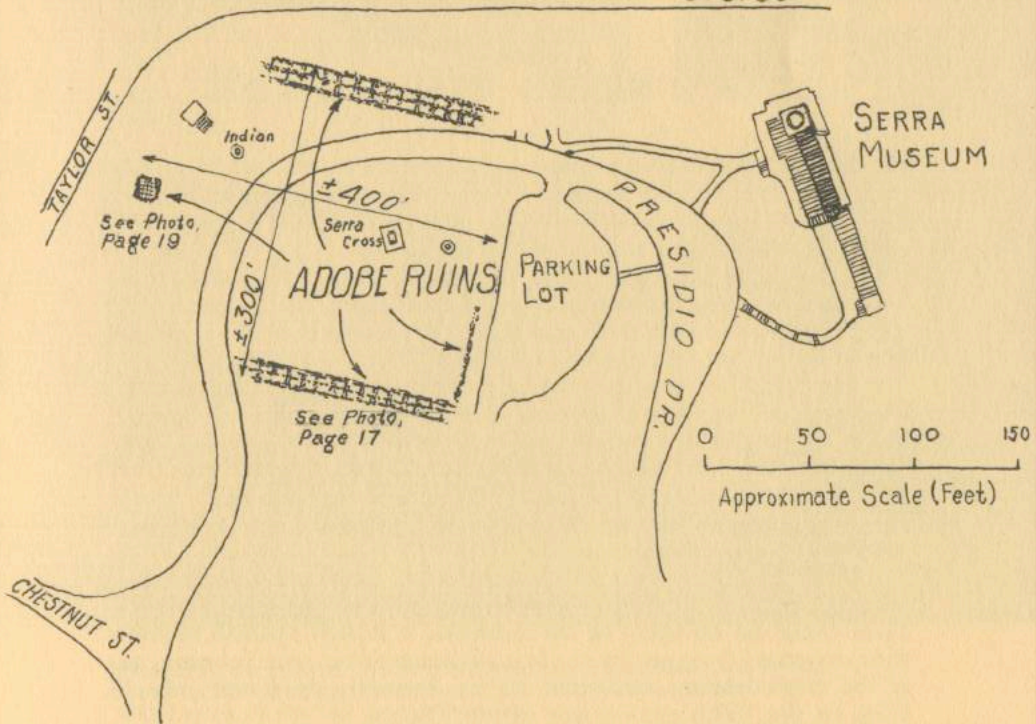 TAYLOR ST.
Indian
SERRA
MUSEUM
±400'
See Photo,
Page 19
Serra
Cross
ADOBE RUINS
PARKING
LOT
PRESIDIO DR.
±300'
See Photo,
Page 17
0 50 100 150
Approximate Scale (Feet)
CHESTNUT ST.